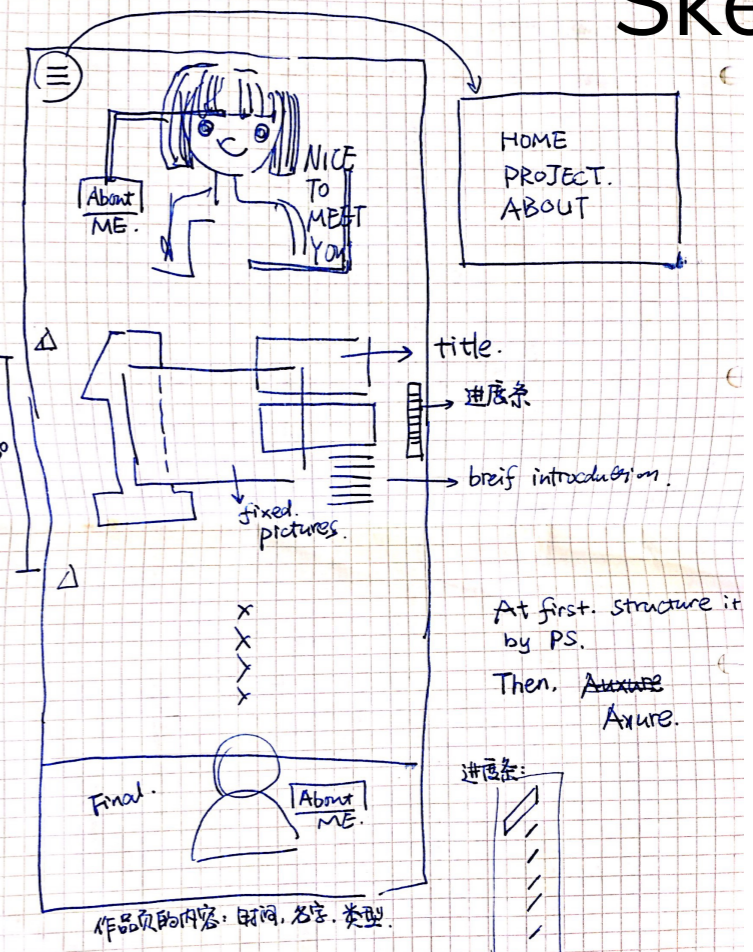 Ske
HOME
PROJECT.
ABOUT
NICE
TO
MEET
YOU
About
ME.
title.
进度条
breif introcdution.
fixed.
pictures.
At first. structure it
by PS.
Then, Auxure
Axure.
进度条:
Final.
About
ME.
作品页的内容: 时间, 名字, 类型.